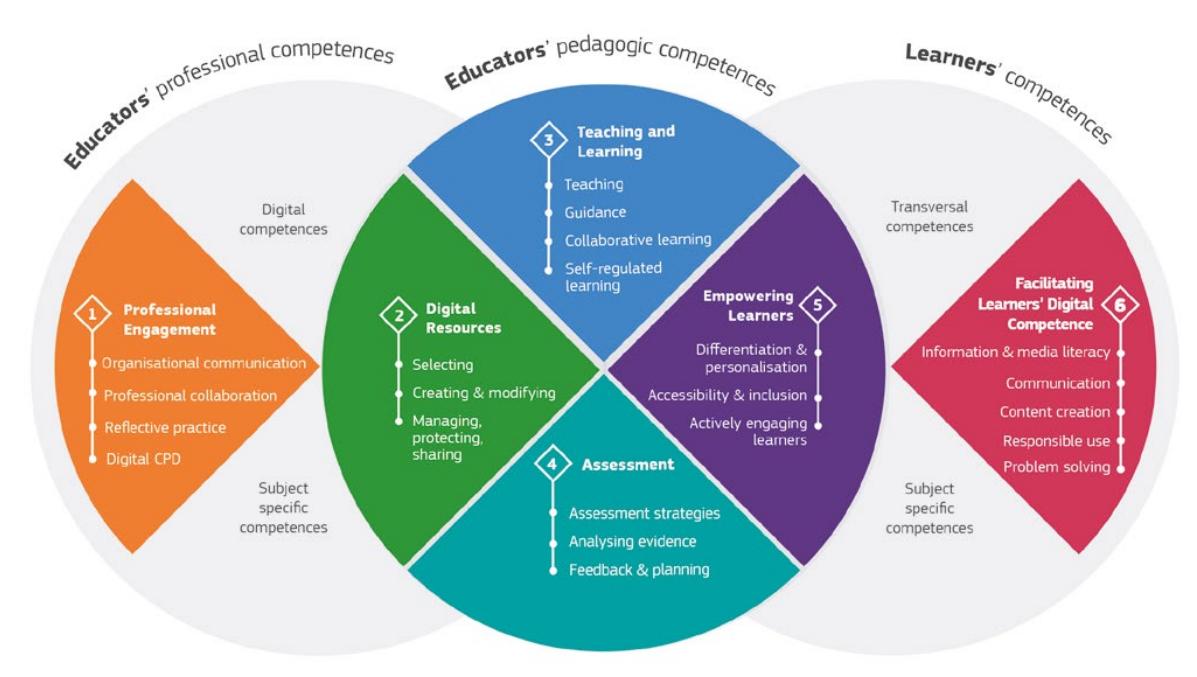 Educators' professional competences
Educators' pedagogic competences
Learners' competences
Digital
competences
Subject
specific
competences
1
Professional
Engagement
Organisational communication
Professional collaboration
Reflective practice
Digital CPD
2
Digital
Resources
Selecting
Creating & modifying
Managing,
protecting,
sharing
3
Teaching and
Learning
Teaching
Guidance
Collaborative learning
Self-regulated
learning
4
Assessment
Assessment strategies
Analysing evidence
Feedback & planning
5
Empowering
Learners
Differentiation &
personalisation
Accessibility & inclusion
Actively engaging
learners
Transversal
competences
Subject
specific
competences
6
Facilitating
Learners' Digital
Competence
Information & media literacy
Communication
Content creation
Responsible use
Problem solving